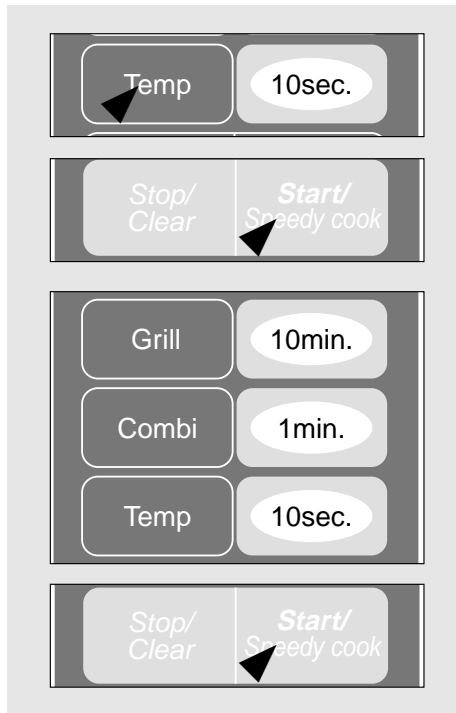 Temp 10sec.
Stop/ Start/
Clear Speedy cook
Grill 10min.
Combi 1min.
Temp 10sec.
Stop/ Start/
Clear Speedy cook